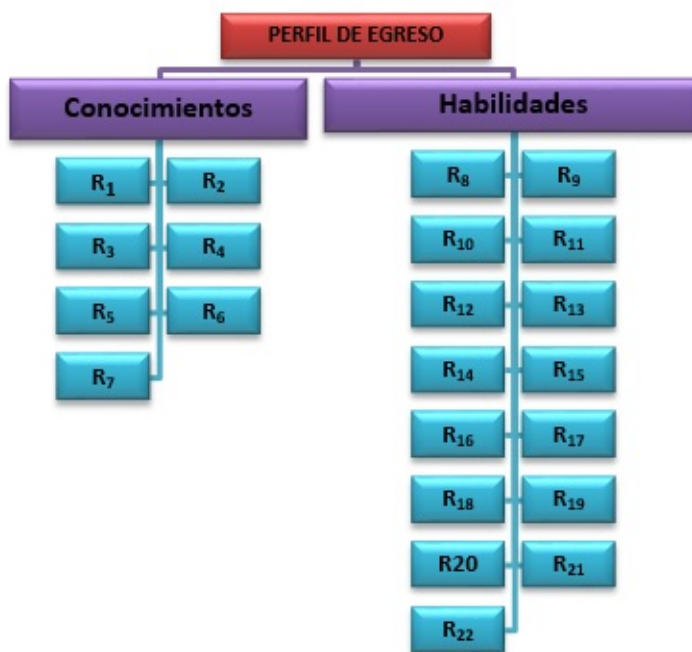 PERFIL DE EGRESO
Conocimientos
R₁
R₂
R₃
R₄
R₅
R₆
R₇
Habilidades
R₈
R₉
R₁₀
R₁₁
R₁₂
R₁₃
R₁₄
R₁₅
R₁₆
R₁₇
R₁₈
R₁₉
R20
R₂₁
R₂₂